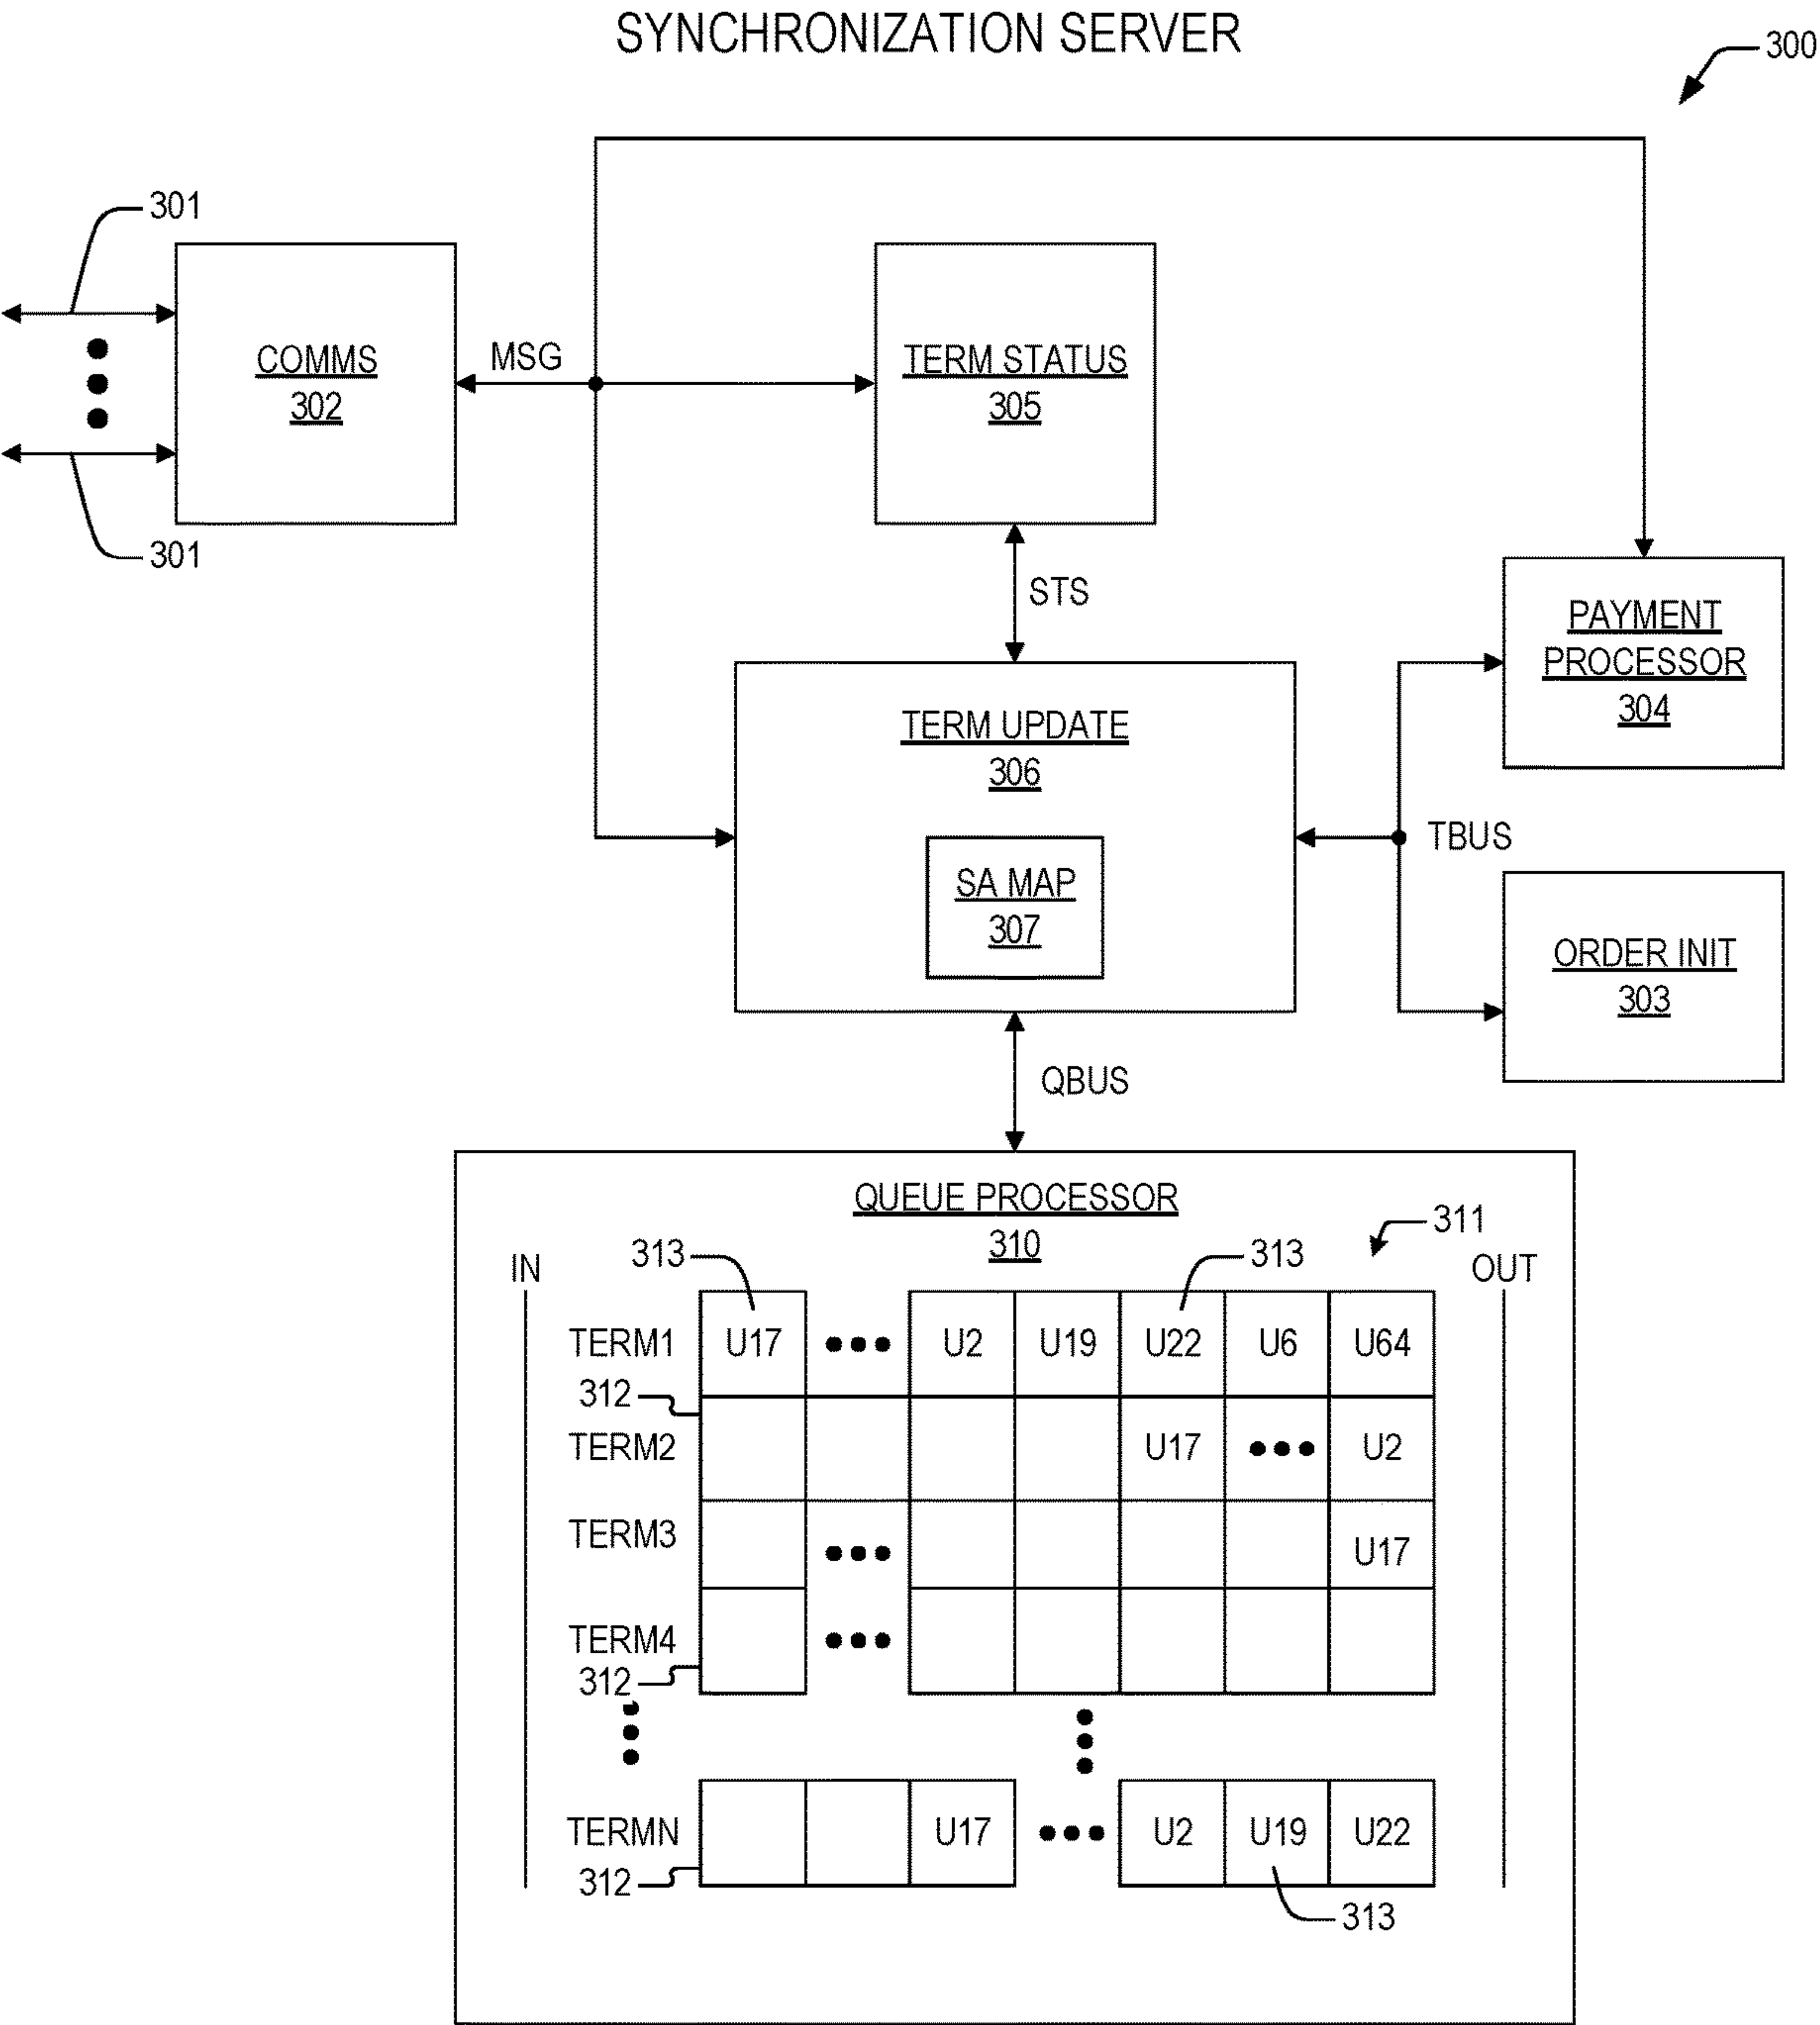 SYNCHRONIZATION SERVER
300
301
COMMS
302
MSG
TERM STATUS
305
301
STS
PAYMENT
PROCESSOR
304
TERM UPDATE
306
TBUS
SA MAP
307
ORDER INIT
303
QBUS
QUEUE PROCESSOR
310
311
313
313
IN
OUT
TERM1 U17 U2 U19 U22 U6 U64
312
TERM2 U17 U2
TERM3 U17
TERM4
312
TERMN U17 U2 U19 U22
312
313